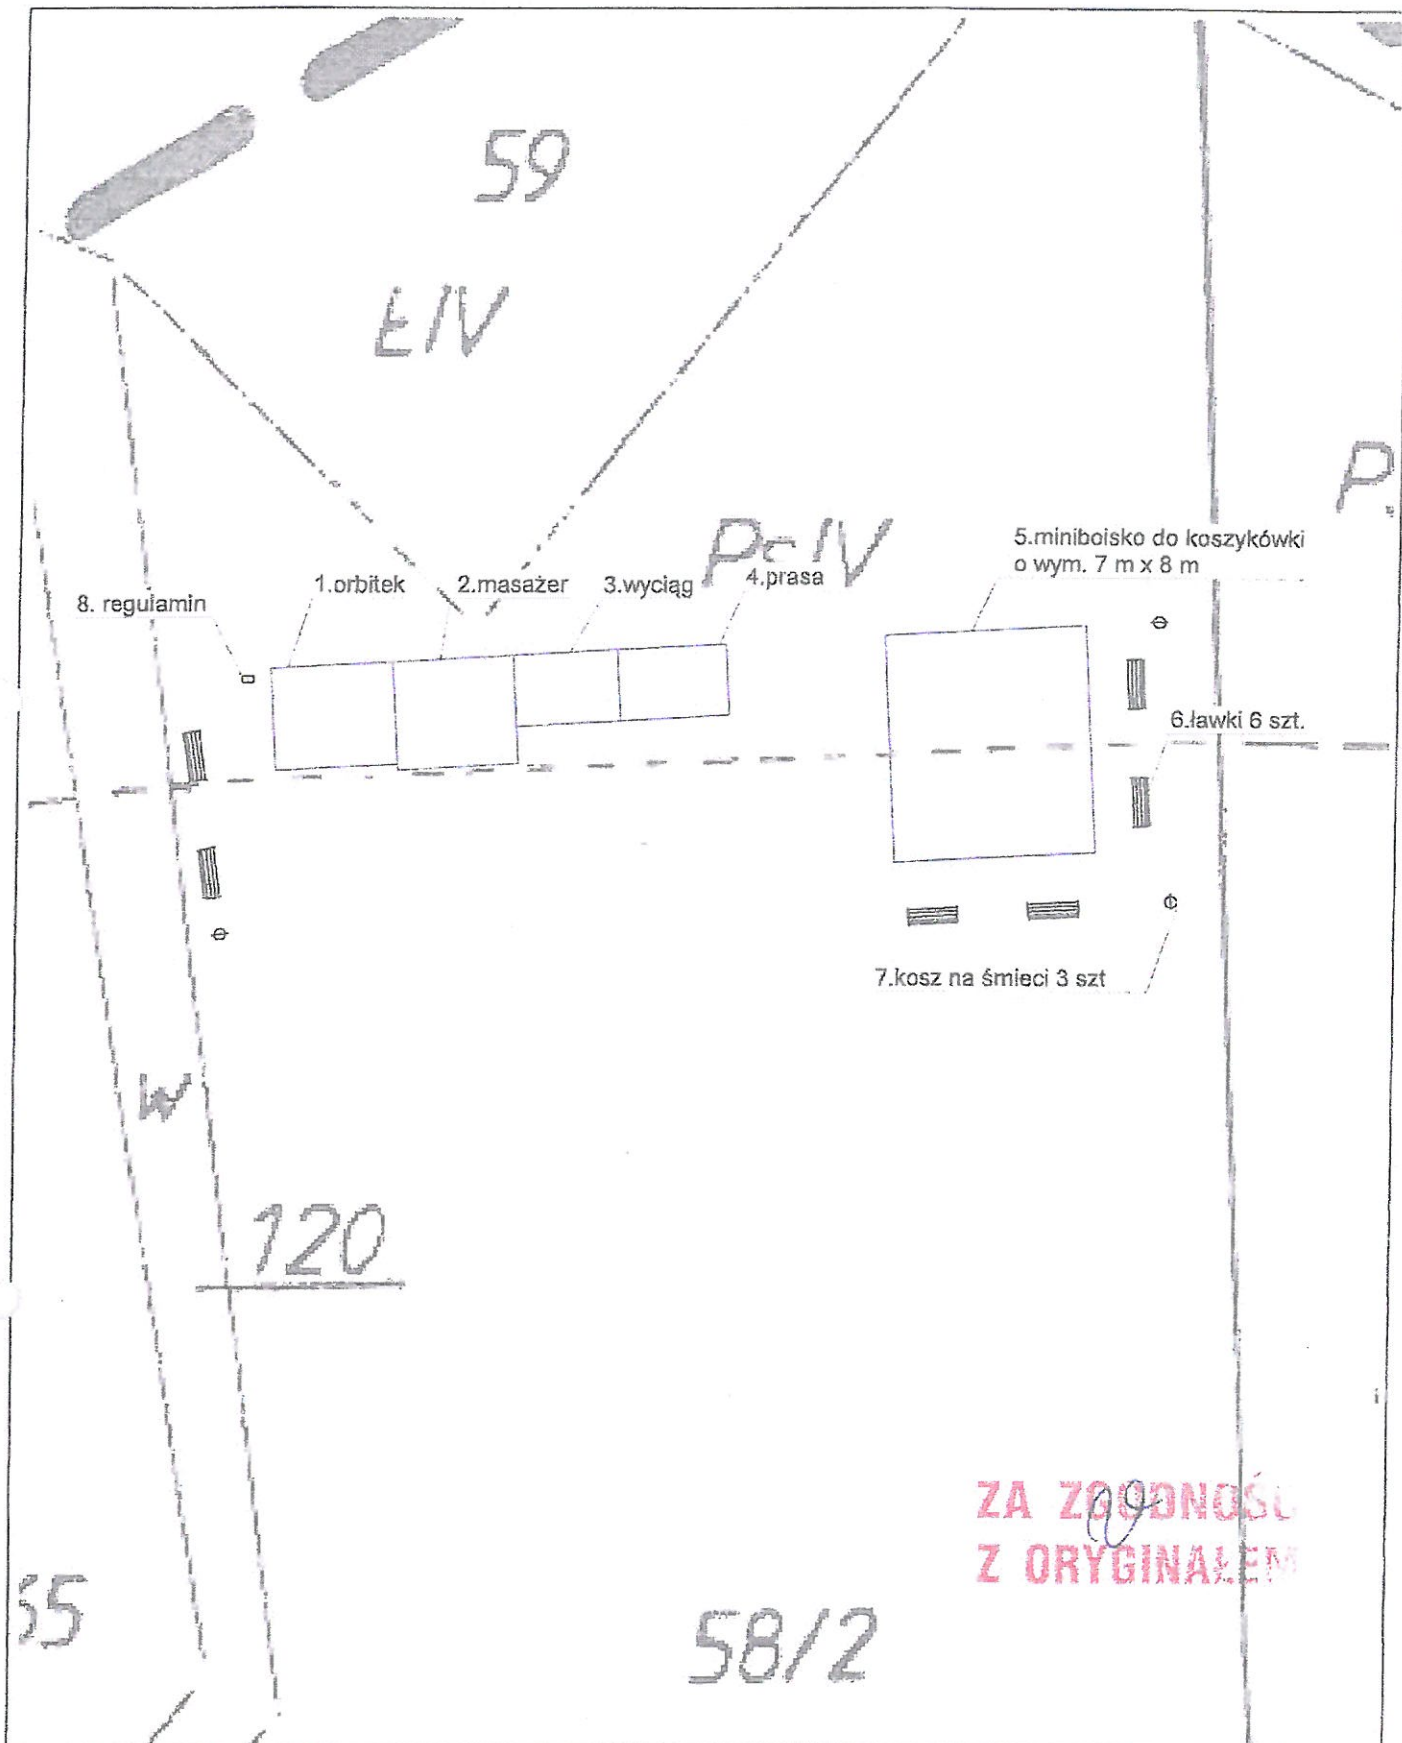 59
ŁIV
PsIV
P
5.miniboisko do koszykówki
o wym. 7 m x 8 m
1.orbitek
2.masażer
3.wyciąg
4.prasa
8. regulamin
6.ławki 6 szt.
7.kosz na śmieci 3 szt
W
120
ZA ZGODNOŚĆ
Z ORYGINAŁEM
55
58/2